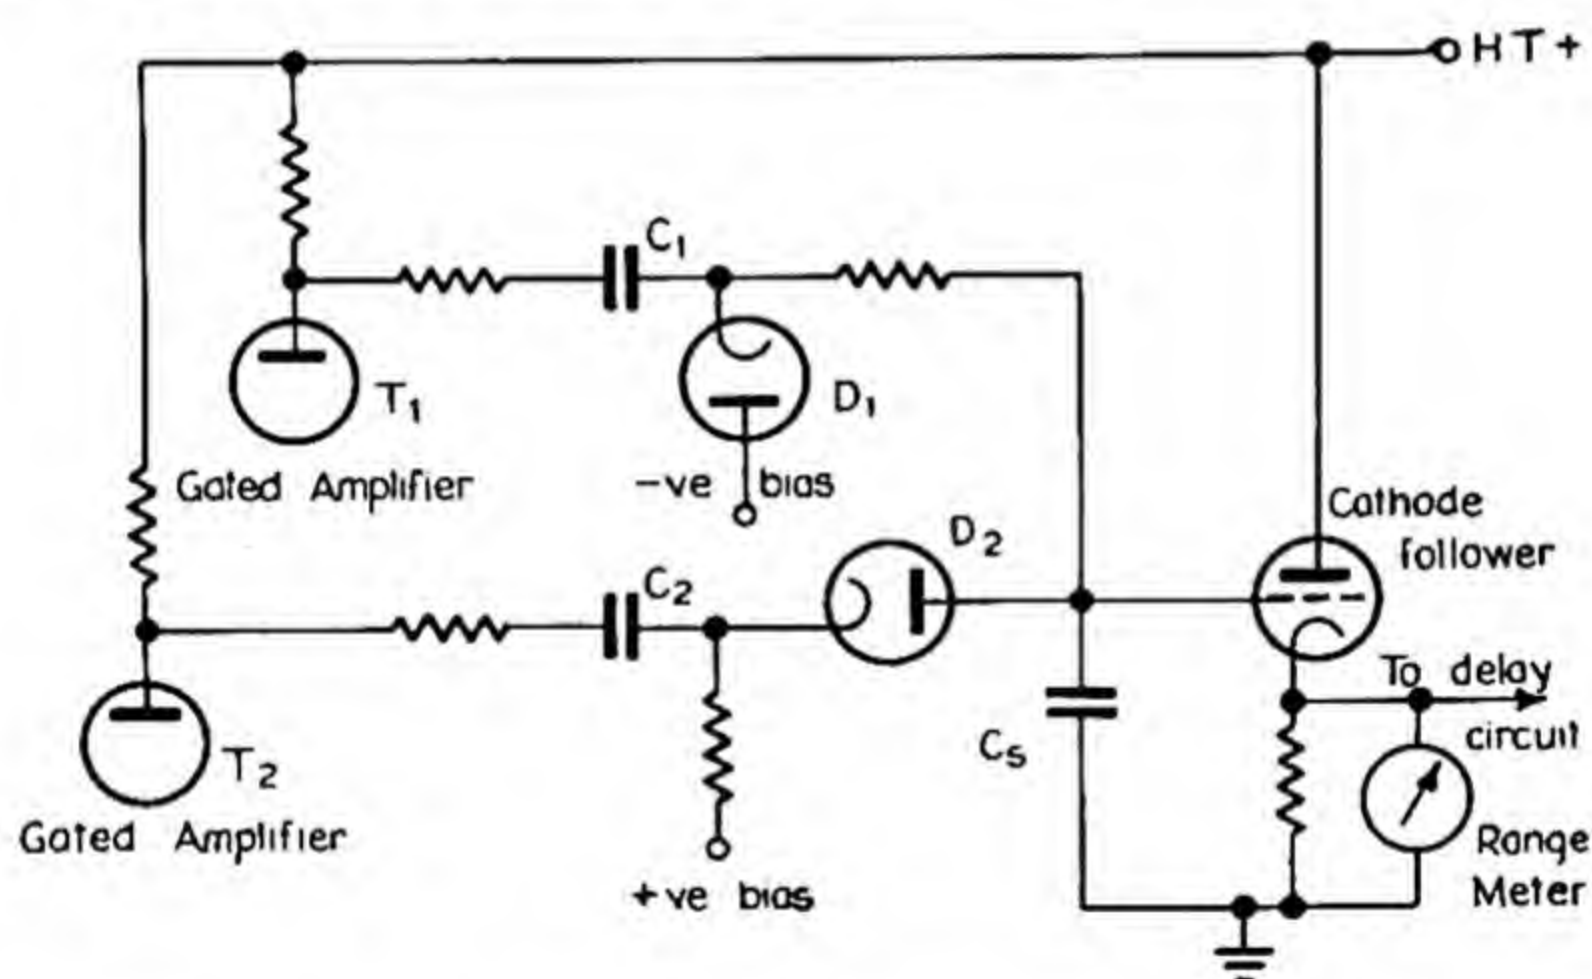 HT+
C₁
T₁
D₁
Gated Amplifier
-ve bias
Cathode
follower
D₂
C₂
To delay
circuit
T₂
Cₛ
Gated Amplifier
Range
Meter
+ve bias